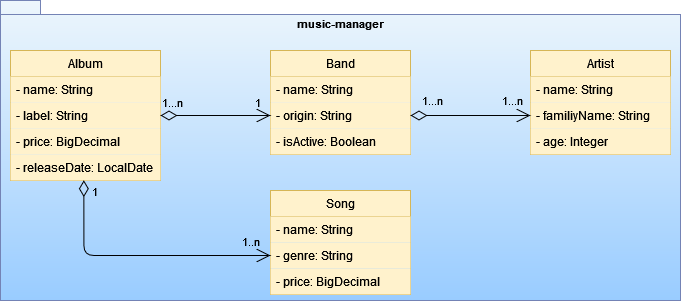 music-manager
Album
- name: String
- label: String
- price: BigDecimal
- releaseDate: LocalDate
1...n
1
Band
- name: String
- origin: String
- isActive: Boolean
1...n
1...n
Artist
- name: String
- familiyName: String
- age: Integer
1
1..n
Song
- name: String
- genre: String
- price: BigDecimal